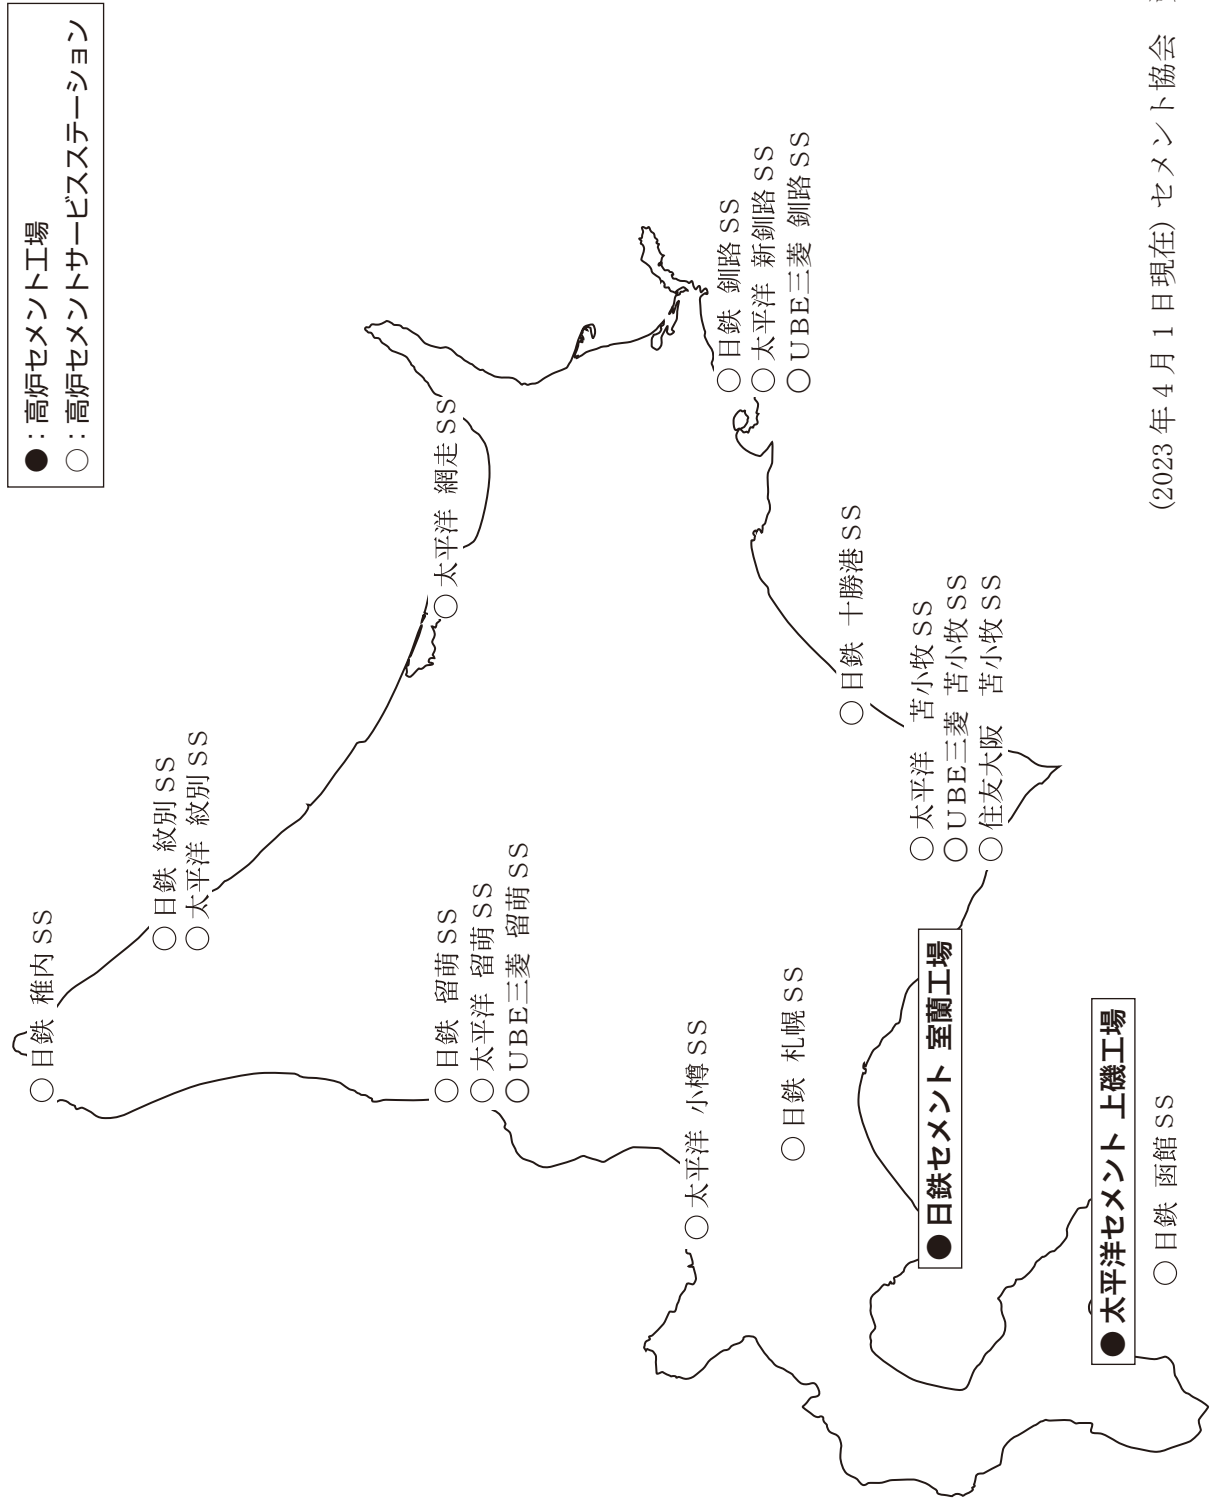 ●：高炉セメント工場
○：高炉セメントサービスステーション
○日鉄 稚内SS
○日鉄 紋別SS
○太平洋 紋別SS
○太平洋 網走SS
○日鉄 留萌SS
○太平洋 留萌SS
○UBE三菱 留萌SS
○日鉄 釧路SS
○太平洋 新釧路SS
○UBE三菱 釧路SS
○太平洋 小樽SS
○日鉄 札幌SS
○日鉄 十勝港SS
○太平洋 苫小牧SS
○UBE三菱 苫小牧SS
○住友大阪 苫小牧SS
●日鉄セメント 室蘭工場
●太平洋セメント 上磯工場
○日鉄 函館SS
(2023年4月1日現在) セメント協会